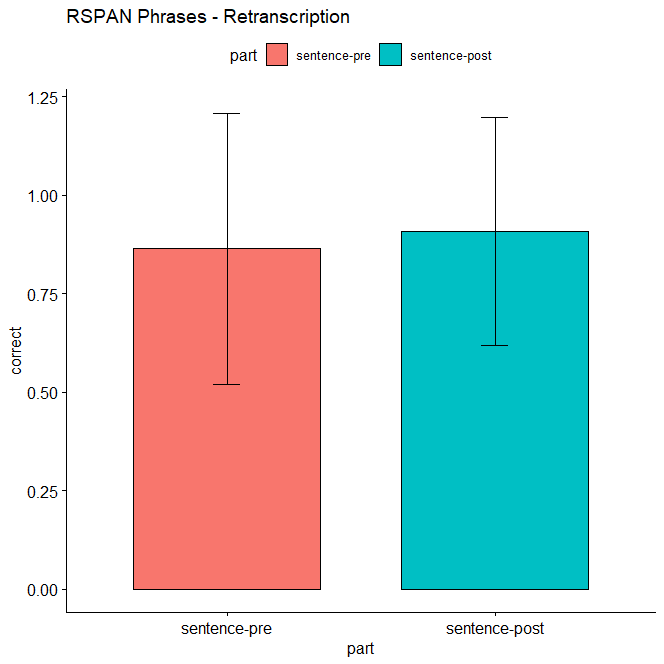 RSPAN Phrases - Retranscription
part sentence-pre sentence-post
1.25
1.00
0.75
0.50
0.25
0.00
correct
sentence-pre sentence-post
part